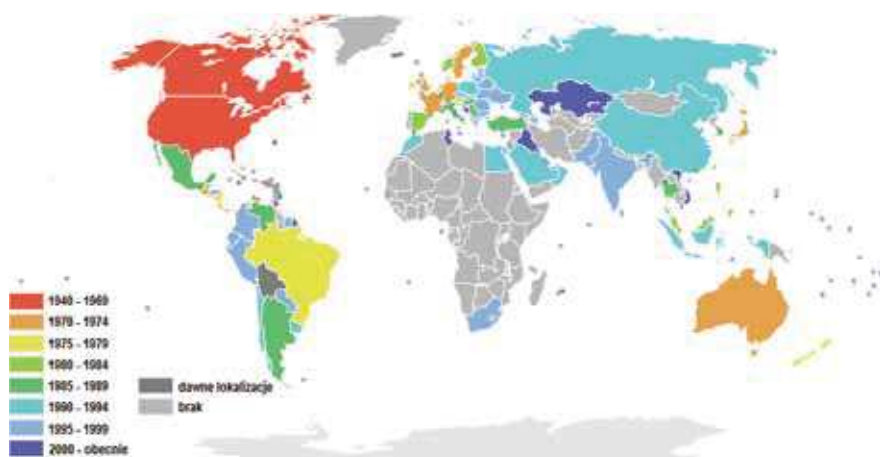 1940 - 1969
1970 - 1974
1975 - 1979
1980 - 1984
1985 - 1989
1990 - 1994
1995 - 1999
2000 - obecnie
dawne lokalizacje
brak